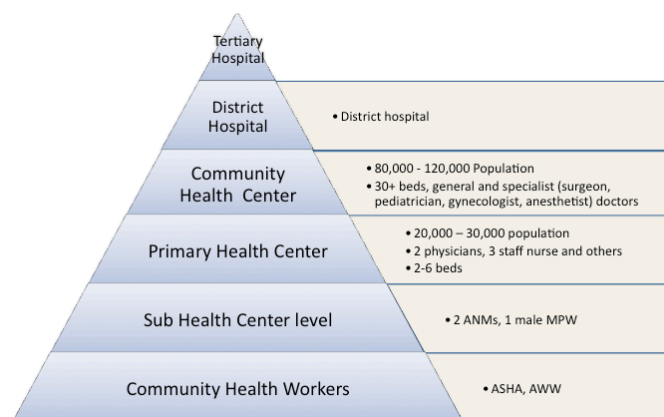 Tertiary
Hospital
District
Hospital
• District hospital
Community
Health Center
• 80,000 - 120,000 Population
• 30+ beds, general and specialist (surgeon,
pediatrician, gynecologist, anesthetist) doctors
Primary Health Center
• 20,000 – 30,000 population
• 2 physicians, 3 staff nurse and others
• 2-6 beds
Sub Health Center level
• 2 ANMs, 1 male MPW
Community Health Workers
• ASHA, AWW